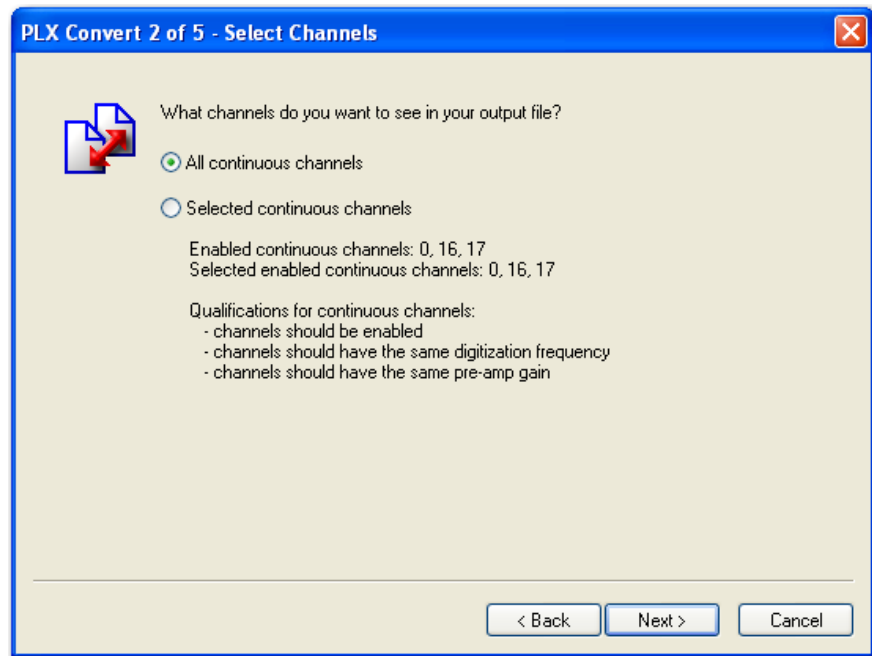 PLX Convert 2 of 5 - Select Channels
What channels do you want to see in your output file?
All continuous channels
Selected continuous channels
Enabled continuous channels: 0, 16, 17
Selected enabled continuous channels: 0, 16, 17
Qualifications for continuous channels:
- channels should be enabled
- channels should have the same digitization frequency
- channels should have the same pre-amp gain
< Back
Next >
Cancel